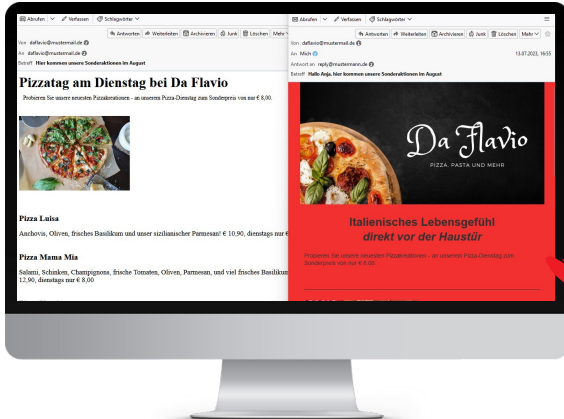 Abrufen Verfassen Schlagwörter
Antworten Weiterleiten Archivieren Junk Löschen Mehr
Von daflavio@mustermail.de
An daflavio@mustermail.de
Betreff Hier kommen unsere Sonderaktionen im August
Pizzatag am Dienstag bei Da Flavio
Probieren Sie unsere neuesten Pizzakreationen - an unserem Pizza-Dienstag zum Sonderpreis von nur € 8,00.
Pizza Luisa
Anchovis, Oliven, frisches Basilikum und unser sizilianischer Parmesan! € 10,90, dienstags nur €
Pizza Mama Mia
Salami, Schinken, Champignons, frische Tomaten, Oliven, Parmesan, und viel frisches Basilikum
12,90, dienstags nur € 8,00
Abrufen Verfassen Schlagwörter
Antworten Weiterleiten Archivieren Junk Löschen Mehr
Von daflavio@mustermail.de
An Mich 13.07.2023, 16:55
Antwort an reply@mustermann.de
Betreff Hallo Anja, hier kommen unsere Sonderaktionen im August
Da Flavio
PIZZA, PASTA UND MEHR
Italienisches Lebensgefühl
direkt vor der Haustür
Probieren Sie unsere neuesten Pizzakreationen - an unserem Pizza-Dienstag zum
Sonderpreis von nur € 8,00.